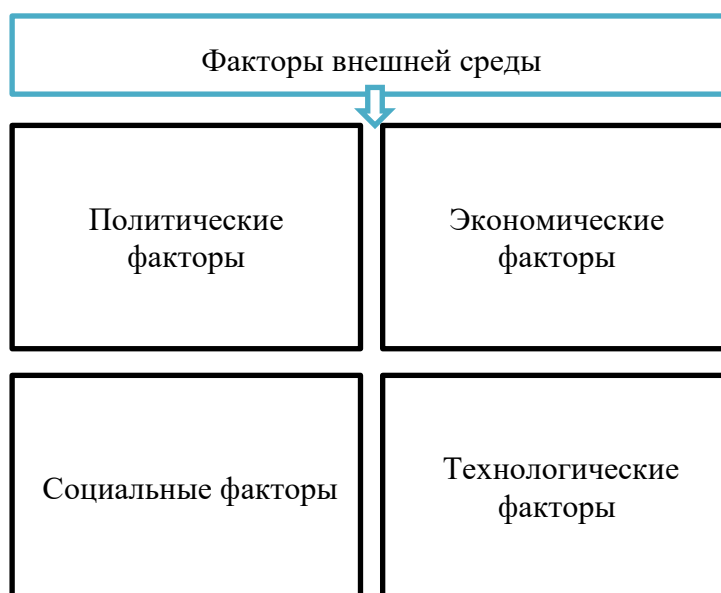 Факторы внешней среды
Политические
факторы
Экономические
факторы
Социальные факторы
Технологические
факторы